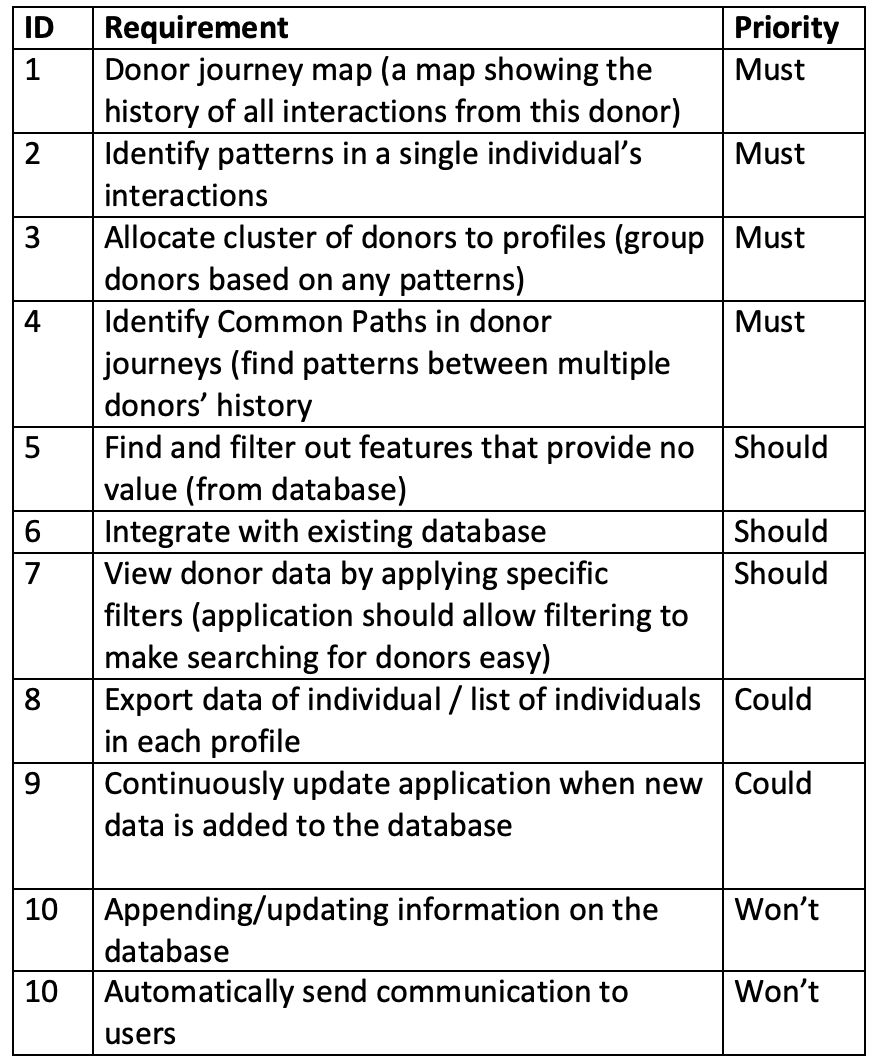 ID Requirement Priority
1 Donor journey map (a map showing the Must
history of all interactions from this donor)
2 Identify patterns in a single individual’s Must
interactions
3 Allocate cluster of donors to profiles (group Must
donors based on any patterns)
4 Identify Common Paths in donor Must
journeys (find patterns between multiple
donors’ history
5 Find and filter out features that provide no Should
value (from database)
6 Integrate with existing database Should
7 View donor data by applying specific Should
filters (application should allow filtering to
make searching for donors easy)
8 Export data of individual / list of individuals Could
in each profile
9 Continuously update application when new Could
data is added to the database
10 Appending/updating information on the Won’t
database
10 Automatically send communication to Won’t
users